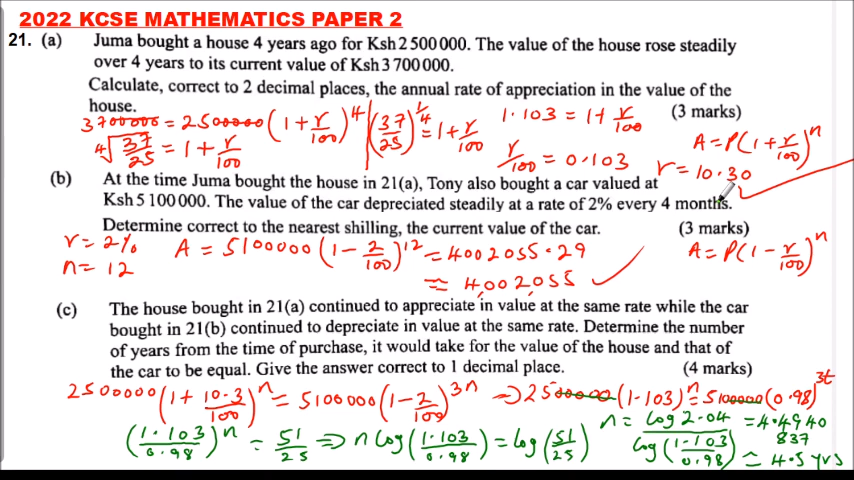 2022 KCSE MATHEMATICS PAPER 2
21. (a) Juma bought a house 4 years ago for Ksh 2 500 000. The value of the house rose steadily
over 4 years to its current value of Ksh 3 700 000.
Calculate, correct to 2 decimal places, the annual rate of appreciation in the value of the
house. (3 marks)
3700000 = 2500000 (1 + r/100)^4
(37/25)^1/4 = 1 + r/100
1.103 = 1 + r/100
A = P(1 + r/100)^n
4√37/25 = 1 + r/100
r/100 = 0.103
r = 10.30
(b) At the time Juma bought the house in 21(a), Tony also bought a car valued at
Ksh 5 100 000. The value of the car depreciated steadily at a rate of 2% every 4 months.
Determine correct to the nearest shilling, the current value of the car. (3 marks)
r = 2%
n = 12
A = 5100000 (1 - 2/100)^12 = 4002055.29
≈ 4,002,055
A = P(1 - r/100)^n
(c) The house bought in 21(a) continued to appreciate in value at the same rate while the car
bought in 21(b) continued to depreciate in value at the same rate. Determine the number
of years from the time of purchase, it would take for the value of the house and that of
the car to be equal. Give the answer correct to 1 decimal place. (4 marks)
2500000 (1 + 10.3/100)^n = 5100000 (1 - 2/100)^3n => 2500000 (1.103)^n = 5100000 (0.98)^3t
(1.103/0.98)^n = 51/25 => n log (1.103/0.98) = log (51/25)
n = log 2.04/log (1.103/0.98) = 4.4940
837
≈ 4.5 yrs